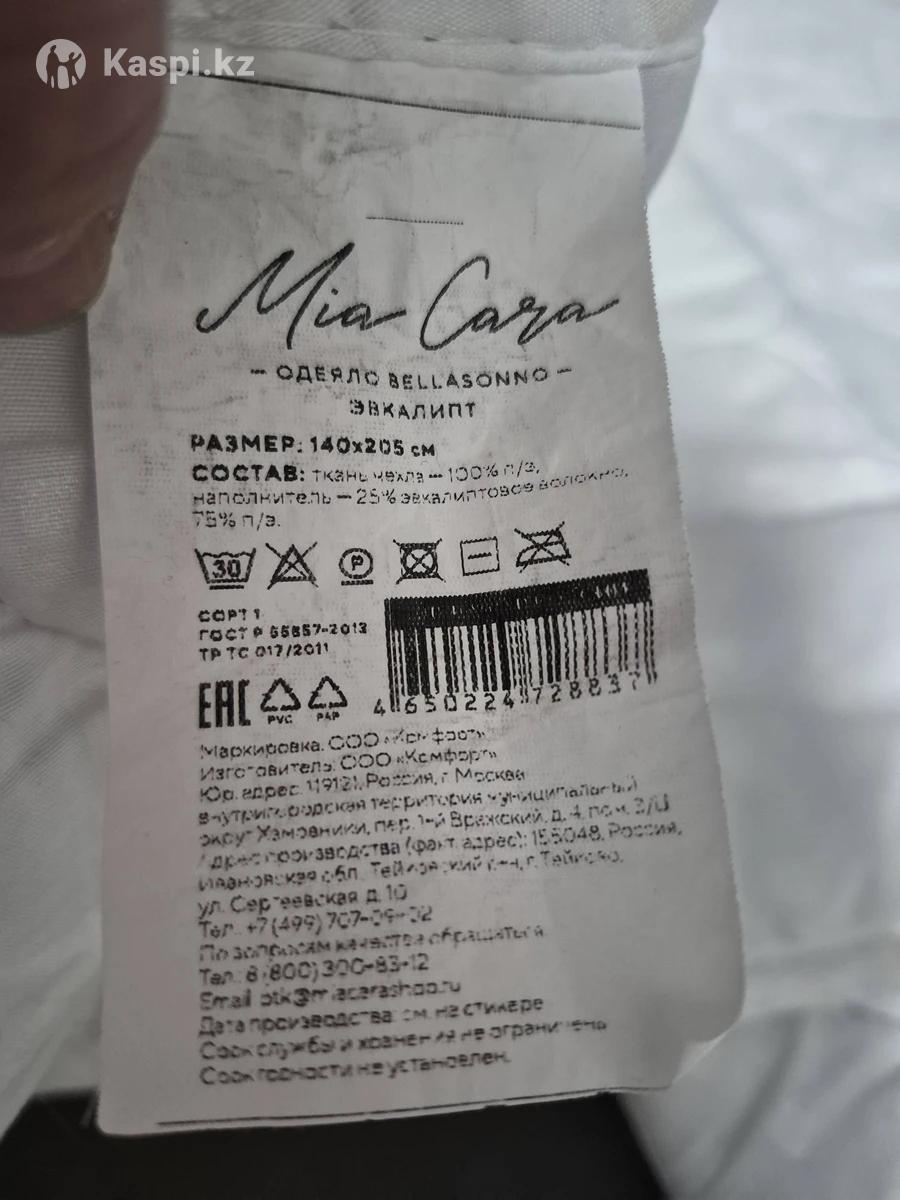 Kaspi.kz
Mia Cara
– ОДЕЯЛО BELLASONNO –
ЭВКАЛИПТ
РАЗМЕР: 140x205 см
СОСТАВ: ткань чехла – 100% п/э,
наполнитель – 25% эвкалиптовое волокно,
75% п/э.
30
P
СОРТ 1
ГОСТ Р 55857-2013
ТР ТС 017/2011
EAC
PVC PAP
4 650224 728837
Маркировка: ООО «Комфорт»
Изготовитель: ООО «Комфорт»
Юр. адрес: 119121, Россия, г. Москва
внутригородская территория муниципальный
округ Хамовники, пер. 1-й Вражский, д. 4, пом.
Адрес производства (факт. адрес): 155048, Россия,
Ивановская обл., Тейковский р-н, г. Тейково,
ул. Сергеевская д. 10
Тел.: +7 (499) 707-09-02
По вопросам качества обращаться:
Тел.: 8 (800) 300-83-12
Email: otk@miacarashop.ru
Дата производства: см. на стикере
Срок службы и хранения не ограничены
Срок годности не установлен.